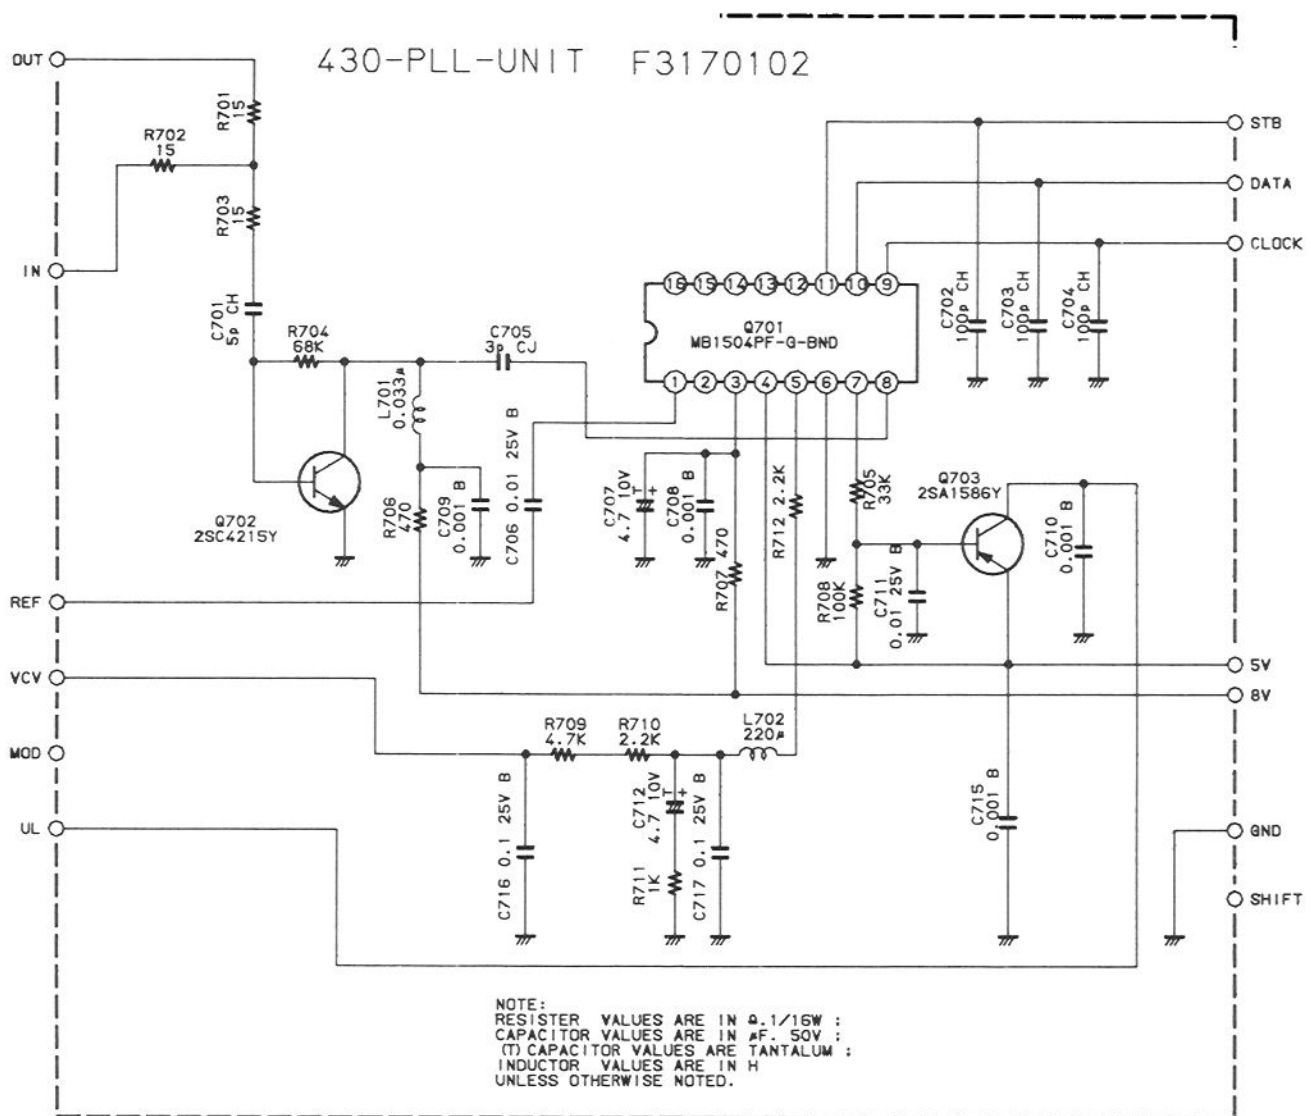 430-PLL-UNIT F3170102
OUT
R701
15
R702
15
R703
15
IN
C701
5p CH
R704
68K
C705
3p CJ
L701
0.033μ
Q702
2SC4215Y
R706
470
C709
0.001 B
C706 0.01 25V B
16 15 14 13 12 11 10 9
Q701
MB1504PF-G-BND
1 2 3 4 5 6 7 8
STB
DATA
CLOCK
C702
100p CH
C703
100p CH
C704
100p CH
C707
4.7 10V
T +
C708
0.001 B
R707 470
R712 2.2K
R705
33K
Q703
2SA1586Y
R708
100K
C711
0.01 25V B
C710
0.001 B
REF
VCV
MOD
UL
5V
8V
R709
4.7K
R710
2.2K
L702
220μ
C716 0.1 25V B
C712
4.7 10V
T +
R711
1K
C717 0.1 25V B
C715
0.001 B
GND
SHIFT
NOTE:
RESISTER VALUES ARE IN Ω.1/16W ;
CAPACITOR VALUES ARE IN μF. 50V ;
(T) CAPACITOR VALUES ARE TANTALUM ;
INDUCTOR VALUES ARE IN H
UNLESS OTHERWISE NOTED.